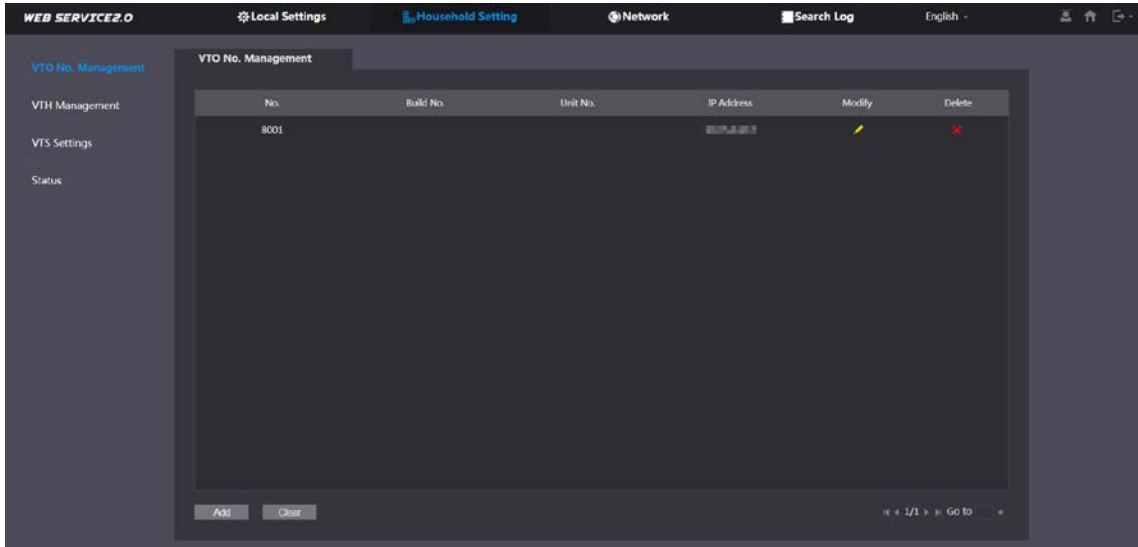 WEB SERVICE2.0 Local Settings Household Setting Network Search Log English
VTO No. Management
VTH Management
VTS Settings
Status
VTO No. Management
No. Build No. Unit No. IP Address Modify Delete
8001
Add Clear 1/1 Go to